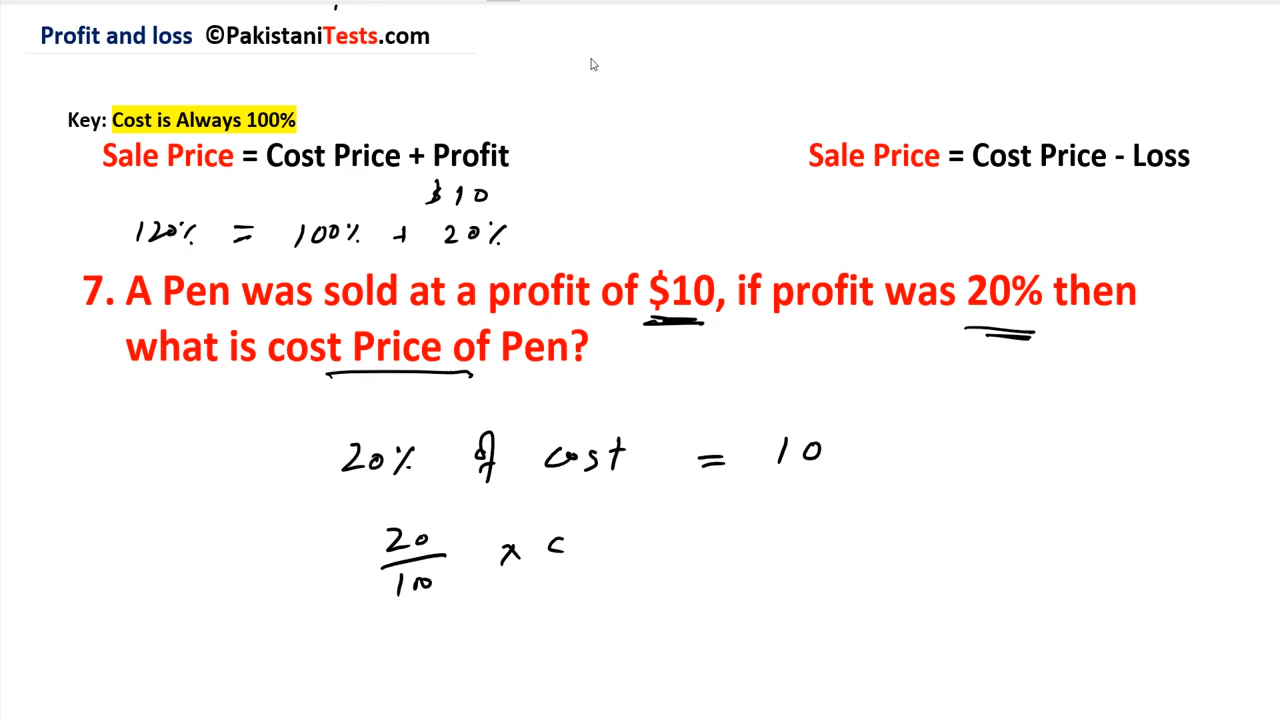 Profit and loss ©PakistaniTests.com
Key: Cost is Always 100%
Sale Price = Cost Price + Profit
Sale Price = Cost Price - Loss
$10
120% = 100% + 20%
7. A Pen was sold at a profit of $10, if profit was 20% then
what is cost Price of Pen?
20% of cost = 10
20
100 × c